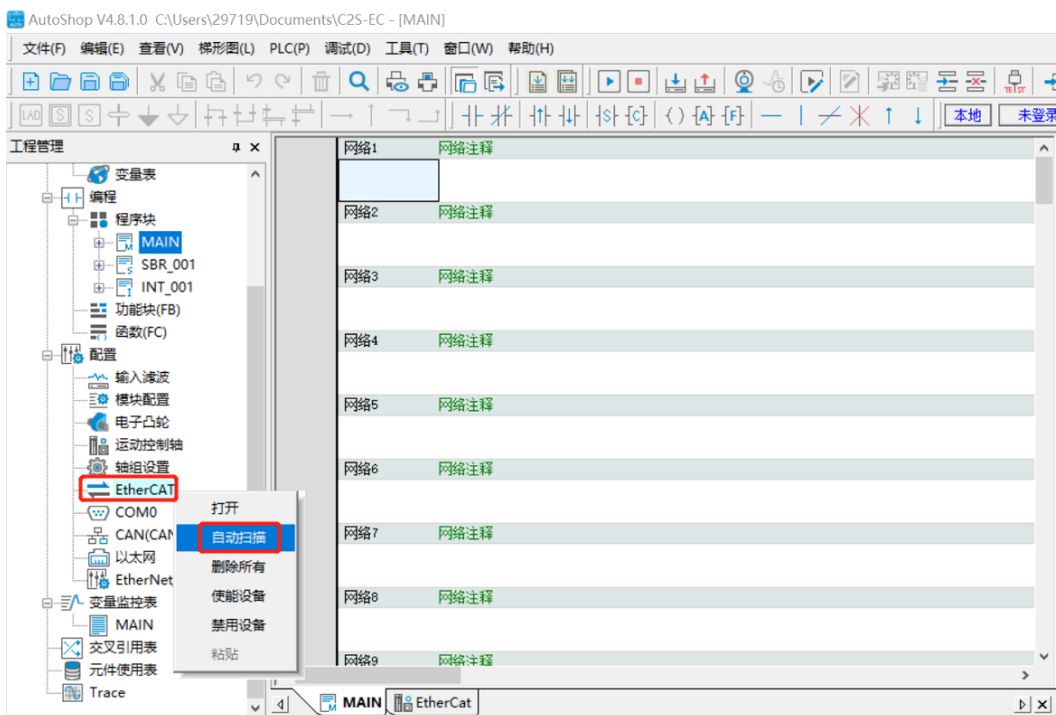 AutoShop V4.8.1.0 C:\Users\29719\Documents\C2S-EC - [MAIN]
文件(F) 编辑(E) 查看(V) 梯形图(L) PLC(P) 调试(D) 工具(T) 窗口(W) 帮助(H)
LAD S S S C A F 本地 未登录
工程管理
变量表
编程
程序块
MAIN
SBR_001
INT_001
功能块(FB)
函数(FC)
配置
输入滤波
模块配置
电子凸轮
运动控制轴
轴组设置
EtherCAT
COM0
CAN(CAN
以太网
EtherNet
变量监控表
MAIN
交叉引用表
元件使用表
Trace
打开
自动扫描
删除所有
使能设备
禁用设备
粘贴
网络1 网络注释
网络2 网络注释
网络3 网络注释
网络4 网络注释
网络5 网络注释
网络6 网络注释
网络7 网络注释
网络8 网络注释
网络9 网络注释
MAIN EtherCat